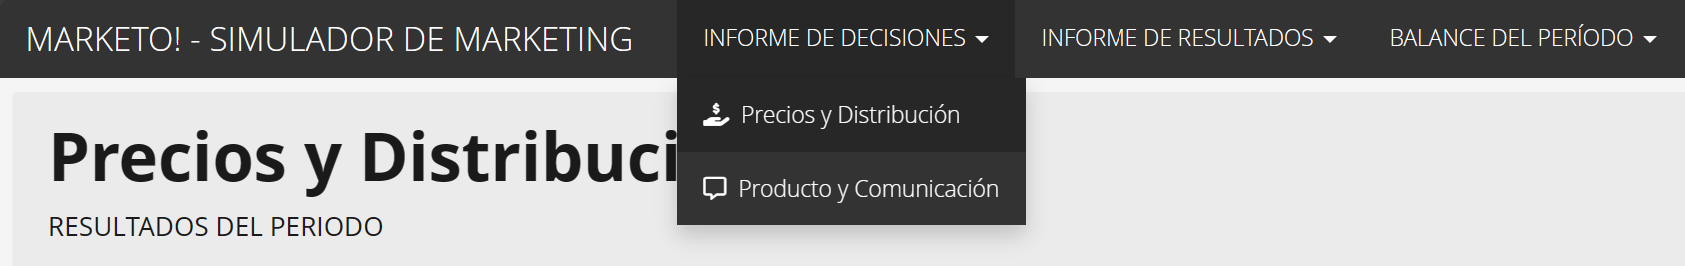 MARKETO! - SIMULADOR DE MARKETING
INFORME DE DECISIONES
INFORME DE RESULTADOS
BALANCE DEL PERÍODO
Precios y Distribución
Producto y Comunicación
Precios y Distribuci
RESULTADOS DEL PERIODO